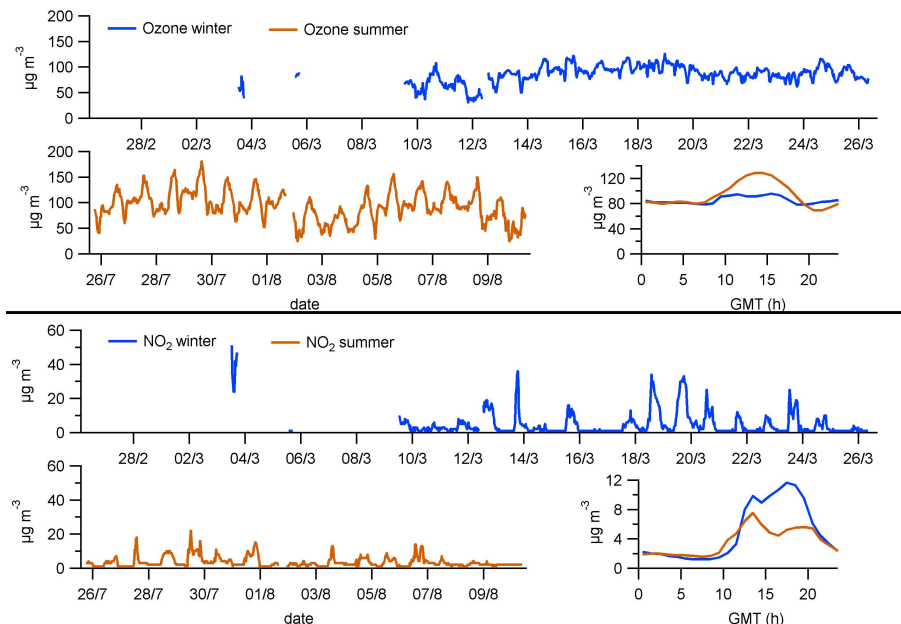 Ozone winter Ozone summer
µg m-3
200
150
100
50
0
28/2 02/3 04/3 06/3 08/3 10/3 12/3 14/3 16/3 18/3 20/3 22/3 24/3 26/3
µg m-3
200
150
100
50
0
26/7 28/7 30/7 01/8 03/8 05/8 07/8 09/8
date
µg m-3
120
80
40
0
0 5 10 15 20
GMT (h)
NO2 winter NO2 summer
µg m-3
60
40
20
0
28/2 02/3 04/3 06/3 08/3 10/3 12/3 14/3 16/3 18/3 20/3 22/3 24/3 26/3
µg m-3
60
40
20
0
26/7 28/7 30/7 01/8 03/8 05/8 07/8 09/8
date
µg m-3
12
8
4
0
0 5 10 15 20
GMT (h)